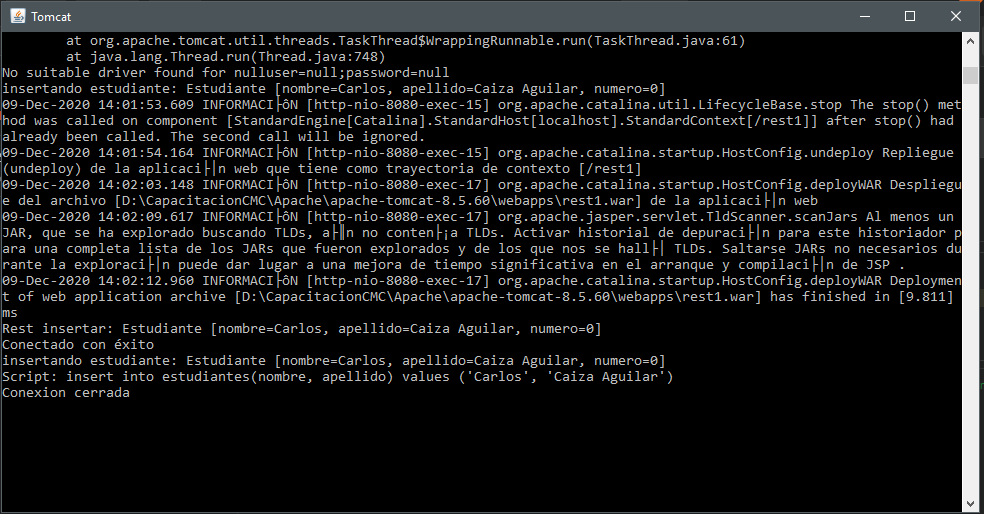 Tomcat
at org.apache.tomcat.util.threads.TaskThread$WrappingRunnable.run(TaskThread.java:61)
at java.lang.Thread.run(Thread.java:748)
No suitable driver found for nulluser=null;password=null
insertando estudiante: Estudiante [nombre=Carlos, apellido=Caiza Aguilar, numero=0]
09-Dec-2020 14:01:53.609 INFORMACI├ôN [http-nio-8080-exec-15] org.apache.catalina.util.LifecycleBase.stop The stop() met
hod was called on component [StandardEngine[Catalina].StandardHost[localhost].StandardContext[/rest1]] after stop() had
already been called. The second call will be ignored.
09-Dec-2020 14:01:54.164 INFORMACI├ôN [http-nio-8080-exec-15] org.apache.catalina.startup.HostConfig.undeploy Repliegue
(undeploy) de la aplicaci├│n web que tiene como trayectoria de contexto [/rest1]
09-Dec-2020 14:02:03.148 INFORMACI├ôN [http-nio-8080-exec-17] org.apache.catalina.startup.HostConfig.deployWAR Desplieg
ue del archivo [D:\CapacitacionCMC\Apache\apache-tomcat-8.5.60\webapps\rest1.war] de la aplicaci├│n web
09-Dec-2020 14:02:09.617 INFORMACI├ôN [http-nio-8080-exec-17] org.apache.jasper.servlet.TldScanner.scanJars Al menos un
JAR, que se ha explorado buscando TLDs, a├║n no conten├¡a TLDs. Activar historial de depuraci├│n para este historiador p
ara una completa lista de los JARs que fueron explorados y de los que nos se hall├│ TLDs. Saltarse JARs no necesarios du
rante la exploraci├│n puede dar lugar a una mejora de tiempo significativa en el arranque y compilaci├│n de JSP .
09-Dec-2020 14:02:12.960 INFORMACI├ôN [http-nio-8080-exec-17] org.apache.catalina.startup.HostConfig.deployWAR Deploymen
t of web application archive [D:\CapacitacionCMC\Apache\apache-tomcat-8.5.60\webapps\rest1.war] has finished in [9.811]
ms
Rest insertar: Estudiante [nombre=Carlos, apellido=Caiza Aguilar, numero=0]
Conectado con éxito
insertando estudiante: Estudiante [nombre=Carlos, apellido=Caiza Aguilar, numero=0]
Script: insert into estudiantes(nombre, apellido) values ('Carlos', 'Caiza Aguilar')
Conexion cerrada